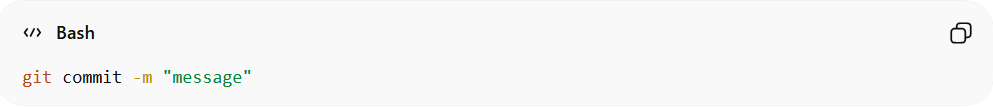 </> Bash
git commit -m "message"